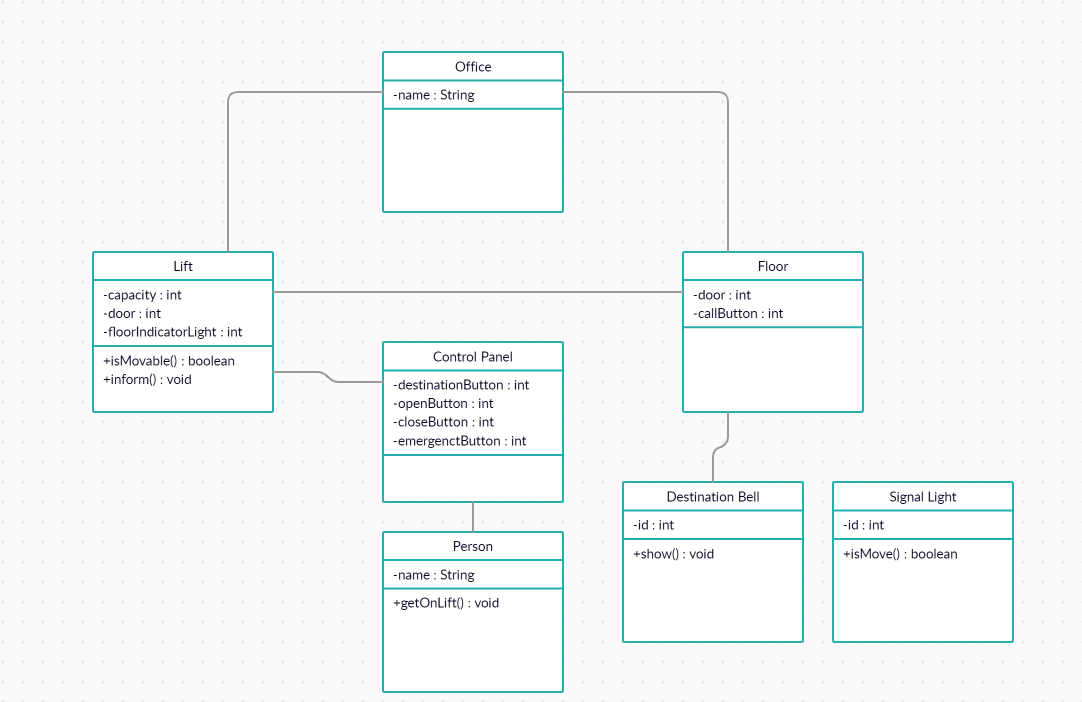 Office
-name : String
Lift
-capacity : int
-door : int
-floorIndicatorLight : int
+isMovable() : boolean
+inform() : void
Floor
-door : int
-callButton : int
Control Panel
-destinationButton : int
-openButton : int
-closeButton : int
-emergenctButton : int
Destination Bell
-id : int
+show() : void
Signal Light
-id : int
+isMove() : boolean
Person
-name : String
+getOnLift() : void